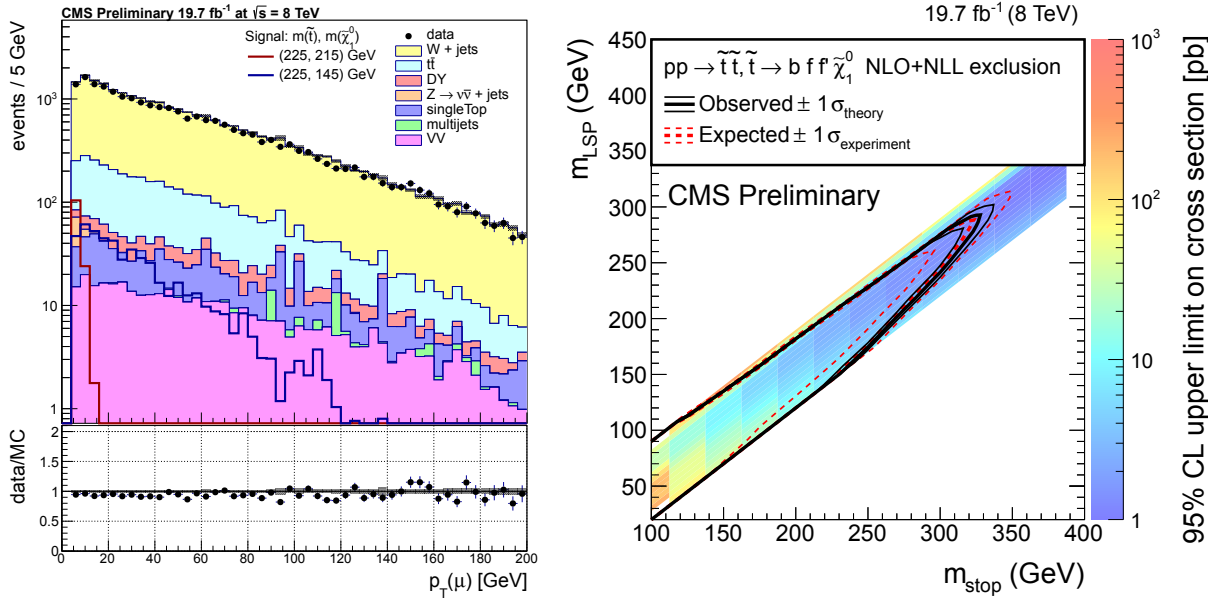 CMS Preliminary 19.7 fb⁻¹ at √s = 8 TeV
Signal: m(t̃), m(χ̃₁⁰)
(225, 215) GeV
(225, 145) GeV
data
W + jets
tt̄
DY
Z → νν̄ + jets
singleTop
multijets
VV
events / 5 GeV
10³
10²
10
1
data/MC
2
1.5
1
0.5
0
0 20 40 60 80 100 120 140 160 180 200
p_T(μ) [GeV]
19.7 fb⁻¹ (8 TeV)
pp → t̃ t̃, t̃ → b f f' χ̃₁⁰ NLO+NLL exclusion
Observed ± 1 σ_theory
Expected ± 1 σ_experiment
CMS Preliminary
m_LSP (GeV)
450
400
350
300
250
200
150
100
50
100 150 200 250 300 350 400
m_stop (GeV)
10³
10²
10
1
95% CL upper limit on cross section [pb]